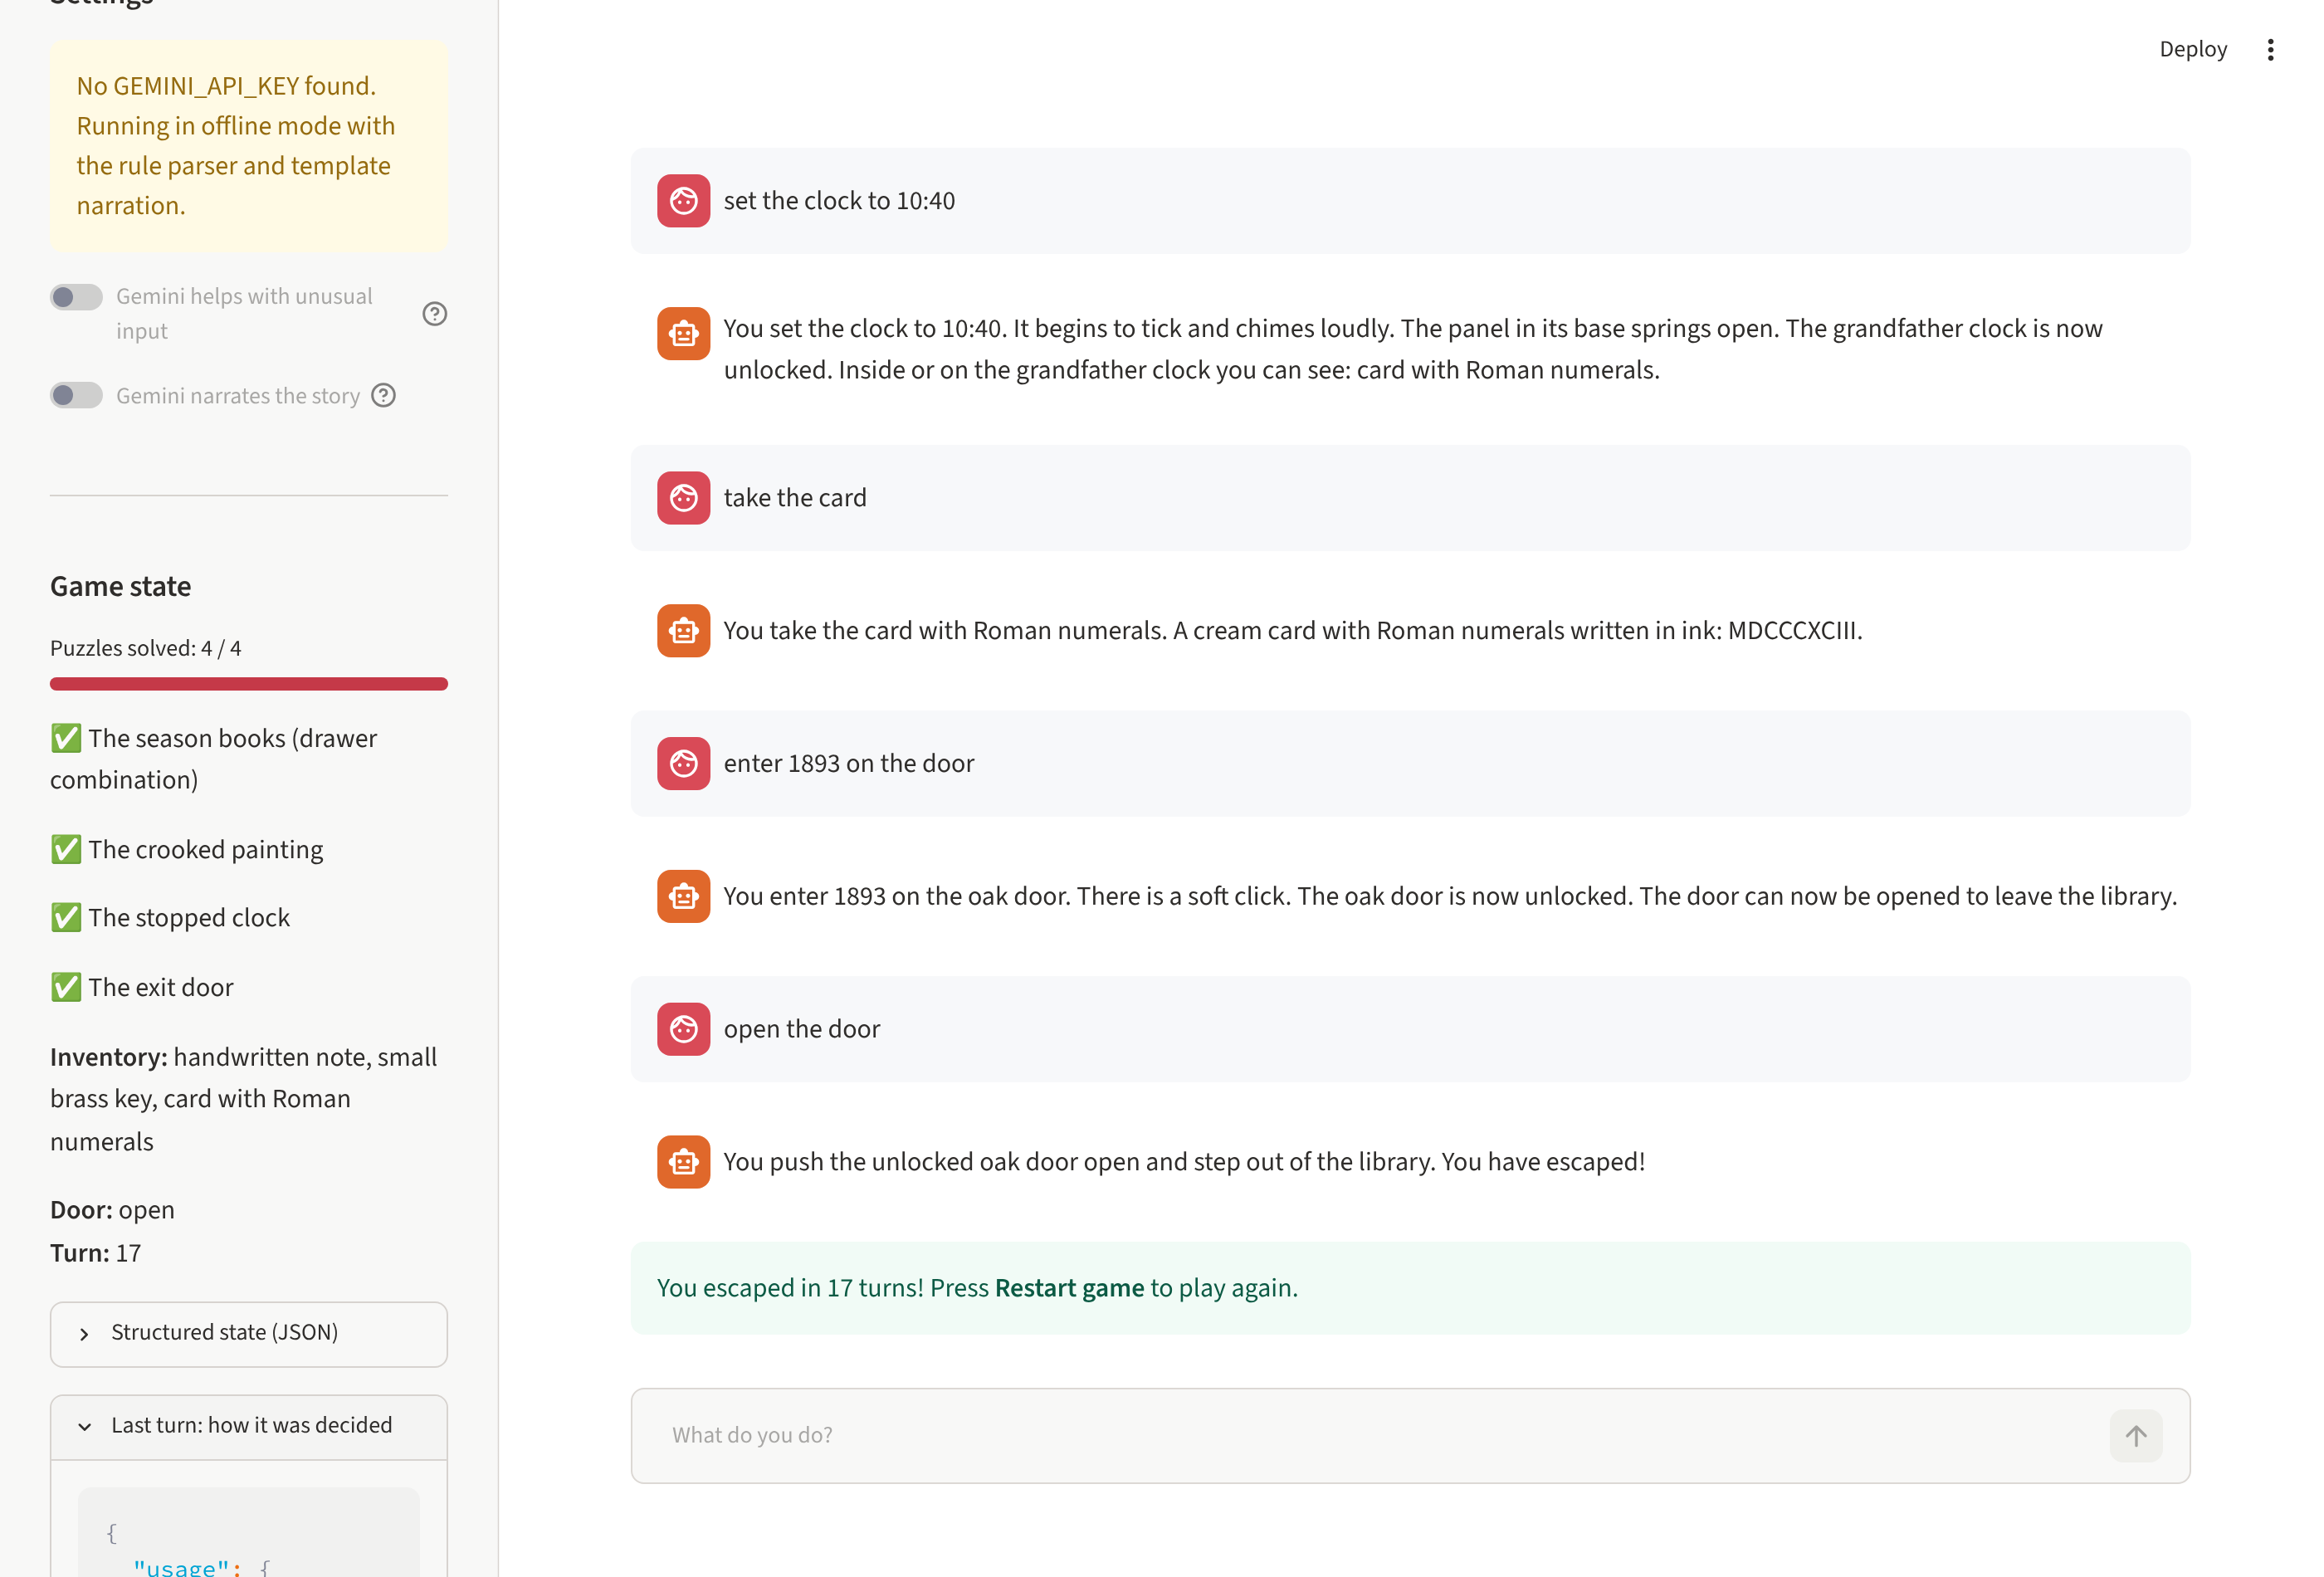 Settings
No GEMINI_API_KEY found.
Running in offline mode with
the rule parser and template
narration.
Gemini helps with unusual
input
Gemini narrates the story
Game state
Puzzles solved: 4 / 4
✅ The season books (drawer
combination)
✅ The crooked painting
✅ The stopped clock
✅ The exit door
Inventory: handwritten note, small
brass key, card with Roman
numerals
Door: open
Turn: 17
Structured state (JSON)
Last turn: how it was decided
{
"usage": {
Deploy
set the clock to 10:40
You set the clock to 10:40. It begins to tick and chimes loudly. The panel in its base springs open. The grandfather clock is now
unlocked. Inside or on the grandfather clock you can see: card with Roman numerals.
take the card
You take the card with Roman numerals. A cream card with Roman numerals written in ink: MDCCCXCIII.
enter 1893 on the door
You enter 1893 on the oak door. There is a soft click. The oak door is now unlocked. The door can now be opened to leave the library.
open the door
You push the unlocked oak door open and step out of the library. You have escaped!
You escaped in 17 turns! Press Restart game to play again.
What do you do?